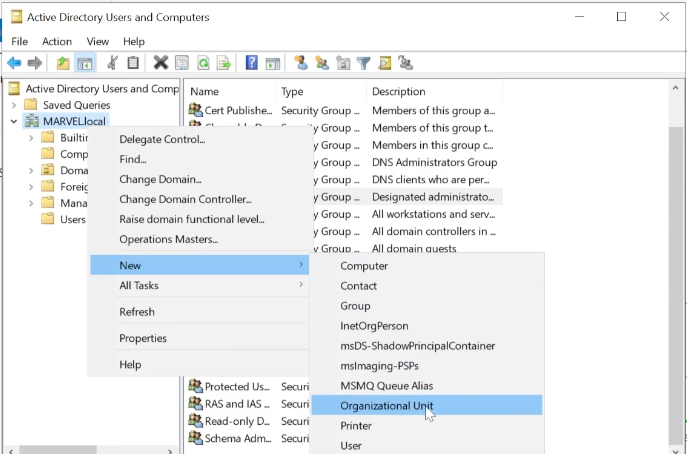 Active Directory Users and Computers
File Action View Help
Active Directory Users and Comp
Saved Queries
MARVEL.local
Comp
Doma
Foreig
Mana
Users
Name Type Description
Cert Publishe... Security Group ... Members of this group a...
Security Group ... Members of this group t...
y Group ... Members in this group c...
y Group ... DNS Administrators Group
y Group ... DNS clients who are per...
y Group ... Designated administrato...
y Group ... All workstations and serv...
y Group ... All domain controllers in ...
y Group ... All domain guests
Delegate Control...
Find...
Change Domain...
Change Domain Controller...
Raise domain functional level...
Operations Masters...
New
All Tasks
Refresh
Properties
Help
Computer
Contact
Group
InetOrgPerson
msDS-ShadowPrincipalContainer
msImaging-PSPs
MSMQ Queue Alias
Organizational Unit
Printer
User
Protected Us... Securi
RAS and IAS ... Securi
Read-only D... Securi
Schema Adm... Securi